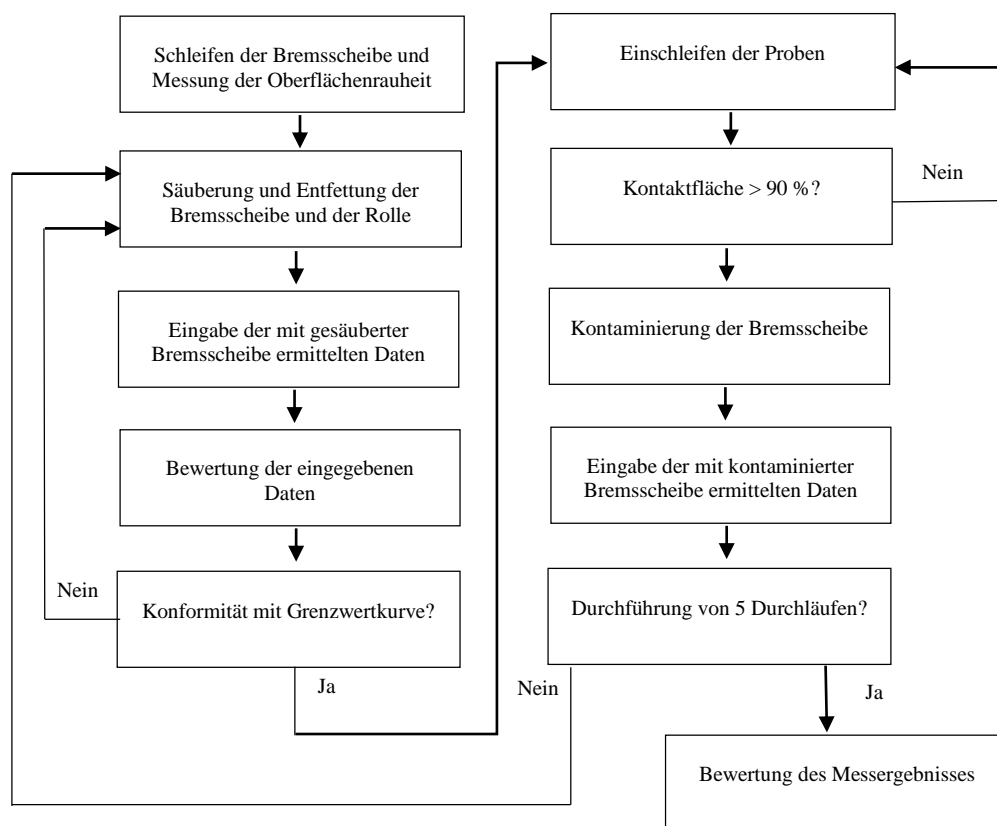 Schleifen der Bremsscheibe und
Messung der Oberflächenrauheit
Säuberung und Entfettung der
Bremsscheibe und der Rolle
Eingabe der mit gesäuberter
Bremsscheibe ermittelten Daten
Bewertung der eingegebenen
Daten
Nein
Konformität mit Grenzwertkurve?
Ja
Einschleifen der Proben
Kontaktfläche > 90 %?
Nein
Kontaminierung der Bremsscheibe
Eingabe der mit kontaminierter
Bremsscheibe ermittelten Daten
Durchführung von 5 Durchläufen?
Nein
Ja
Bewertung des Messergebnisses